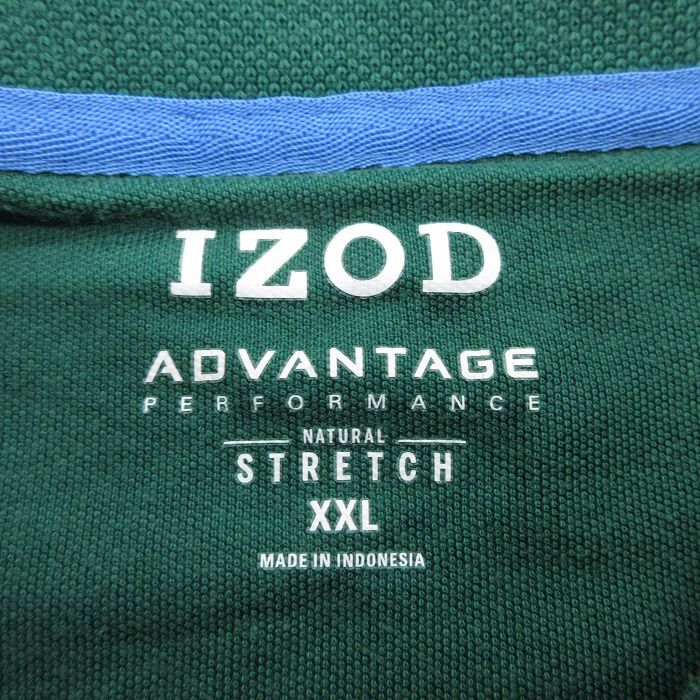 IZOD
ADVANTAGE
PERFORMANCE
NATURAL
STRETCH
XXL
MADE IN INDONESIA